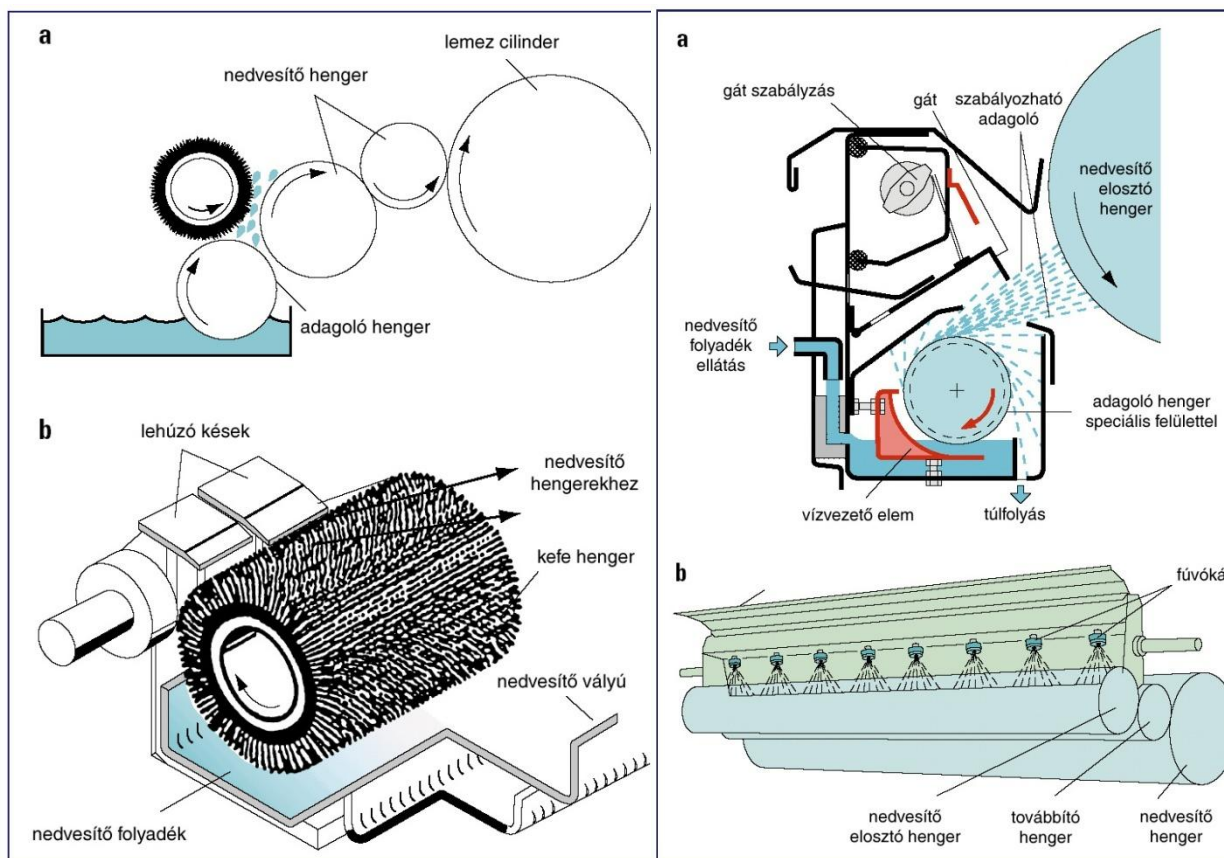 a
lemez cilinder
nedvesítő henger
adagoló henger
b
lehúzó kések
nedvesítő
hengerekhez
kefe henger
nedvesítő vályú
nedvesítő folyadék
a
gát szabályzás
gát
szabályozható
adagoló
nedvesítő
elosztó
henger
nedvesítő
folyadék
ellátás
adagoló henger
speciális felülettel
vízvezető elem
túlfolyás
b
fúvókák
nedvesítő
elosztó henger
továbbító
henger
nedvesítő
henger